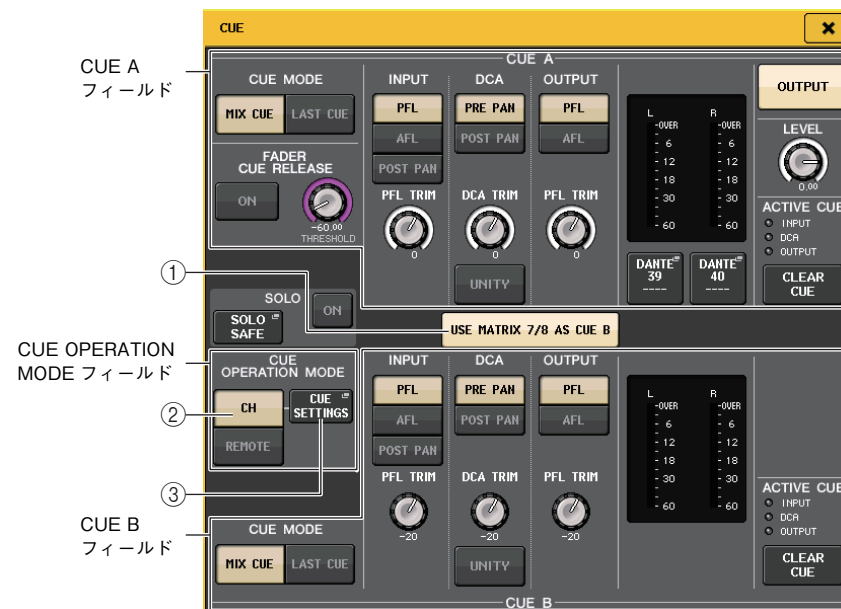 CUE
CUE A
CUE A
フィールド
CUE MODE
MIX CUE
LAST CUE
FADER
CUE RELEASE
ON
-60.00
THRESHOLD
INPUT
PFL
AFL
POST PAN
PFL TRIM
0
DCA
PRE PAN
POST PAN
DCA TRIM
0
UNITY
OUTPUT
PFL
AFL
PFL TRIM
0
L
R
-OVER
-OVER
- 6
- 6
- 12
- 12
- 18
- 18
- 30
- 30
- 60
- 60
DANTE
39
----
DANTE
40
----
OUTPUT
LEVEL
0.00
ACTIVE CUE
INPUT
DCA
OUTPUT
CLEAR
CUE
①
SOLO
SOLO
SAFE
ON
USE MATRIX 7/8 AS CUE B
CUE OPERATION
MODE フィールド
CUE
OPERATION MODE
②
CH
CUE
SETTINGS
REMOTE
③
CUE B
フィールド
CUE MODE
MIX CUE
LAST CUE
INPUT
PFL
AFL
POST PAN
PFL TRIM
-20
DCA
PRE PAN
POST PAN
DCA TRIM
-20
UNITY
OUTPUT
PFL
AFL
PFL TRIM
-20
L
R
-OVER
-OVER
- 6
- 6
- 12
- 12
- 18
- 18
- 30
- 30
- 60
- 60
ACTIVE CUE
INPUT
DCA
OUTPUT
CLEAR
CUE
CUE B